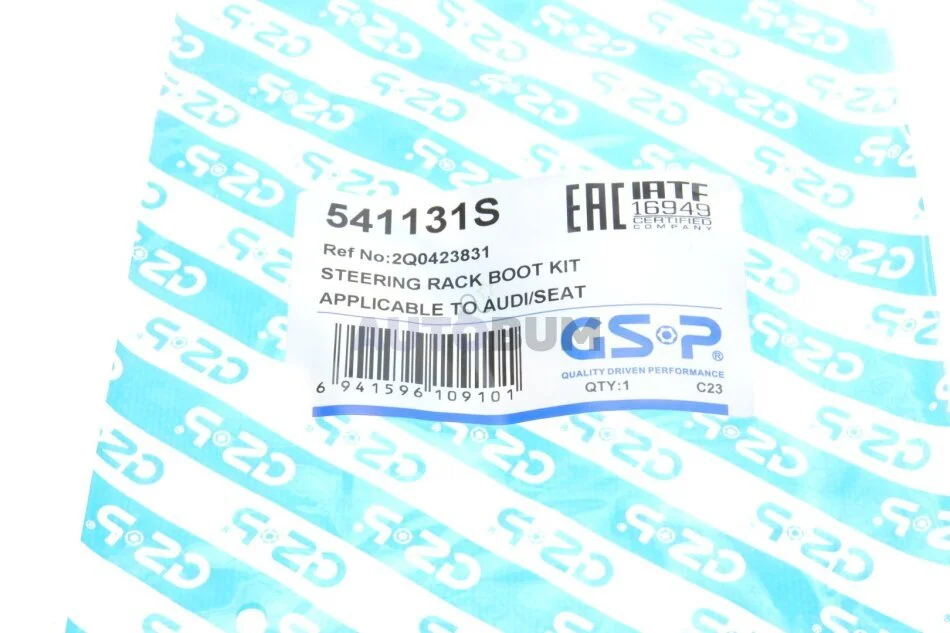 541131S
EAC
IATF
16949
CERTIFIED
COMPANY
Ref No:2Q0423831
STEERING RACK BOOT KIT
APPLICABLE TO AUDI/SEAT
AUTOBUM
GSP®
QUALITY DRIVEN PERFORMANCE
6 941596 109101
QTY:1
C23